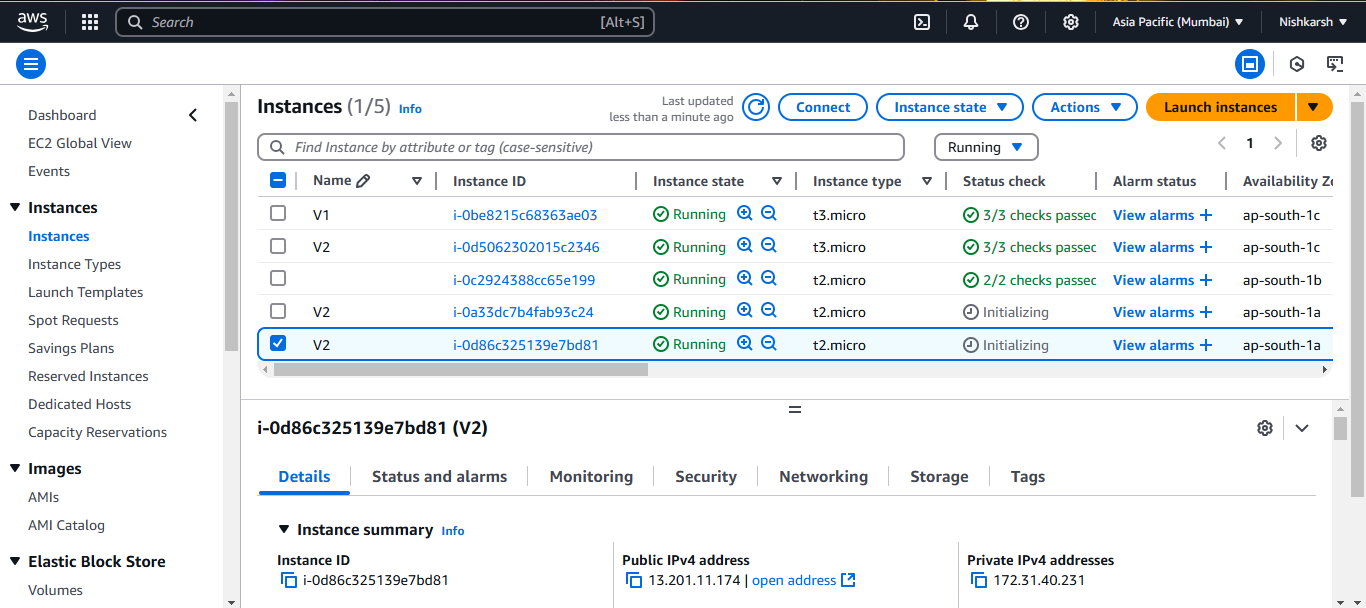 aws
Search [Alt+S] Asia Pacific (Mumbai) Nishkarsh
Dashboard
EC2 Global View
Events
Instances
Instances
Instance Types
Launch Templates
Spot Requests
Savings Plans
Reserved Instances
Dedicated Hosts
Capacity Reservations
Images
AMIs
AMI Catalog
Elastic Block Store
Volumes
Instances (1/5) Info
Last updated
less than a minute ago
Connect Instance state Actions Launch instances
Find Instance by attribute or tag (case-sensitive) Running 1
Name Instance ID Instance state Instance type Status check Alarm status Availability Zo
V1 i-0be8215c68363ae03 Running t3.micro 3/3 checks passec View alarms + ap-south-1c
V2 i-0d5062302015c2346 Running t3.micro 3/3 checks passec View alarms + ap-south-1c
i-0c2924388cc65e199 Running t2.micro 2/2 checks passec View alarms + ap-south-1b
V2 i-0a33dc7b4fab93c24 Running t2.micro Initializing View alarms + ap-south-1a
V2 i-0d86c325139e7bd81 Running t2.micro Initializing View alarms + ap-south-1a
i-0d86c325139e7bd81 (V2)
Details Status and alarms Monitoring Security Networking Storage Tags
Instance summary Info
Instance ID
i-0d86c325139e7bd81
Public IPv4 address
13.201.11.174 | open address
Private IPv4 addresses
172.31.40.231